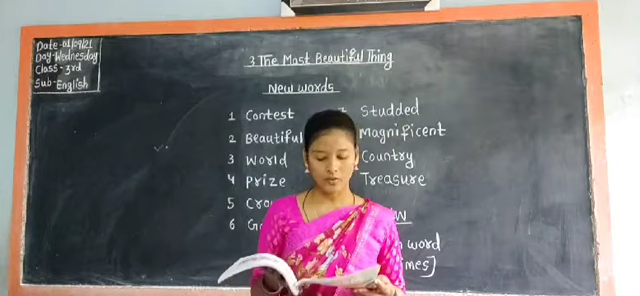 Date-01/09/21
Day-Wednesday
Class-3rd
Sub-English
3 The Most Beautiful Thing
New words
1 Contest
2 Beautiful
3 World
4 Prize
5
6
Studded
Magnificent
Country
Treasure
word